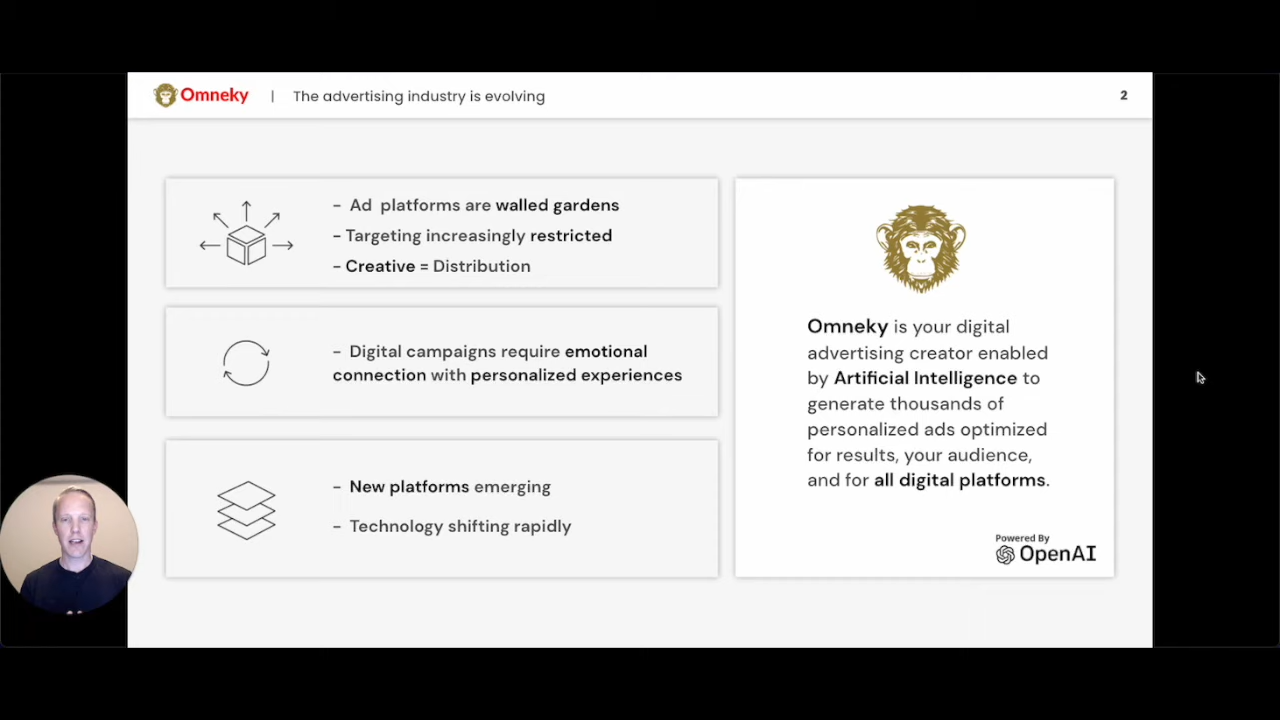 Omneky | The advertising industry is evolving 2
- Ad platforms are walled gardens
- Targeting increasingly restricted
- Creative = Distribution
- Digital campaigns require emotional
connection with personalized experiences
- New platforms emerging
- Technology shifting rapidly
Omneky is your digital
advertising creator enabled
by Artificial Intelligence to
generate thousands of
personalized ads optimized
for results, your audience,
and for all digital platforms.
Powered By
OpenAI